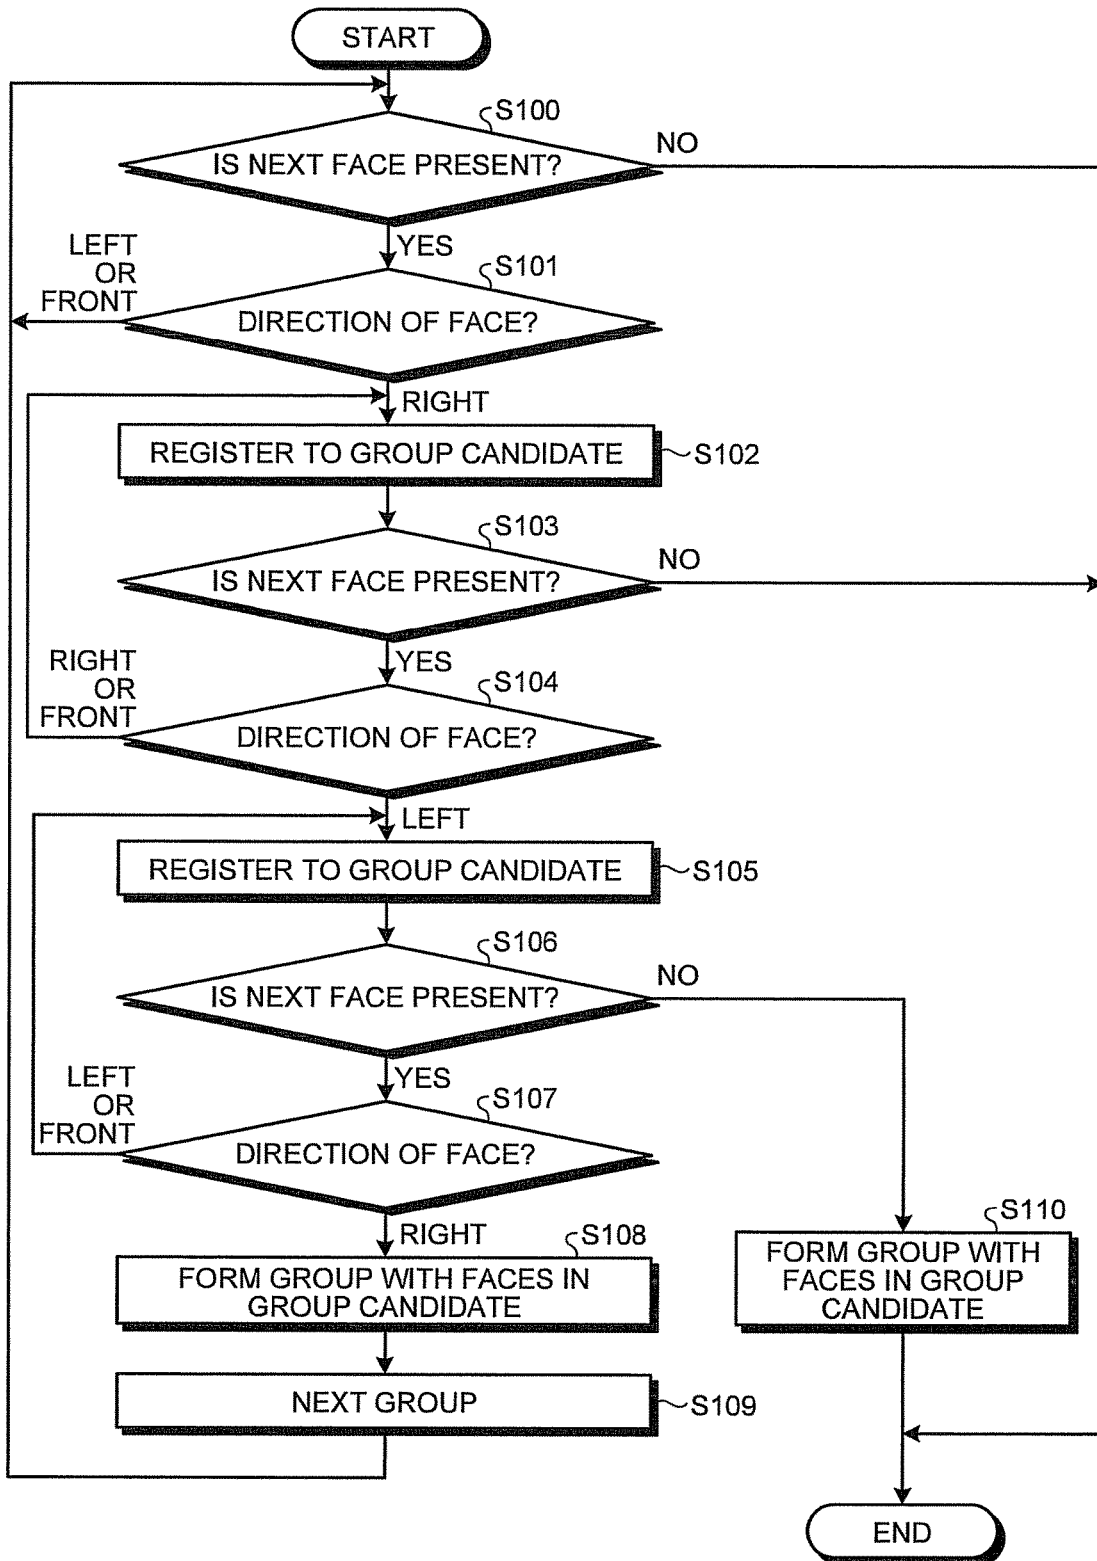 START
S100
IS NEXT FACE PRESENT?
NO
YES
LEFT
OR
FRONT
S101
DIRECTION OF FACE?
RIGHT
REGISTER TO GROUP CANDIDATE
S102
S103
IS NEXT FACE PRESENT?
NO
YES
RIGHT
OR
FRONT
S104
DIRECTION OF FACE?
LEFT
REGISTER TO GROUP CANDIDATE
S105
S106
IS NEXT FACE PRESENT?
NO
YES
LEFT
OR
FRONT
S107
DIRECTION OF FACE?
RIGHT
S108
FORM GROUP WITH FACES IN
GROUP CANDIDATE
S110
FORM GROUP WITH
FACES IN GROUP
CANDIDATE
NEXT GROUP
S109
END